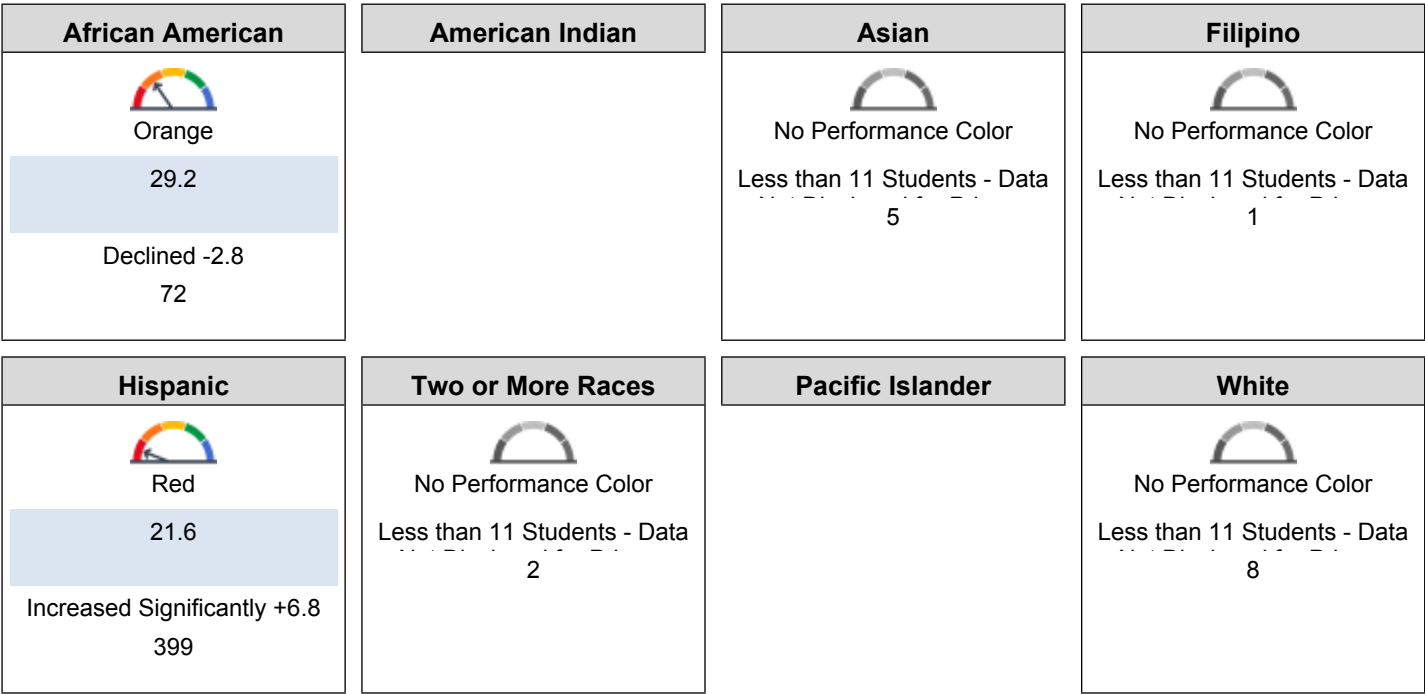 African American
Orange
29.2
Declined -2.8
72
American Indian
Asian
No Performance Color
Less than 11 Students - Data
5
Filipino
No Performance Color
Less than 11 Students - Data
1
Hispanic
Red
21.6
Increased Significantly +6.8
399
Two or More Races
No Performance Color
Less than 11 Students - Data
2
Pacific Islander
White
No Performance Color
Less than 11 Students - Data
8